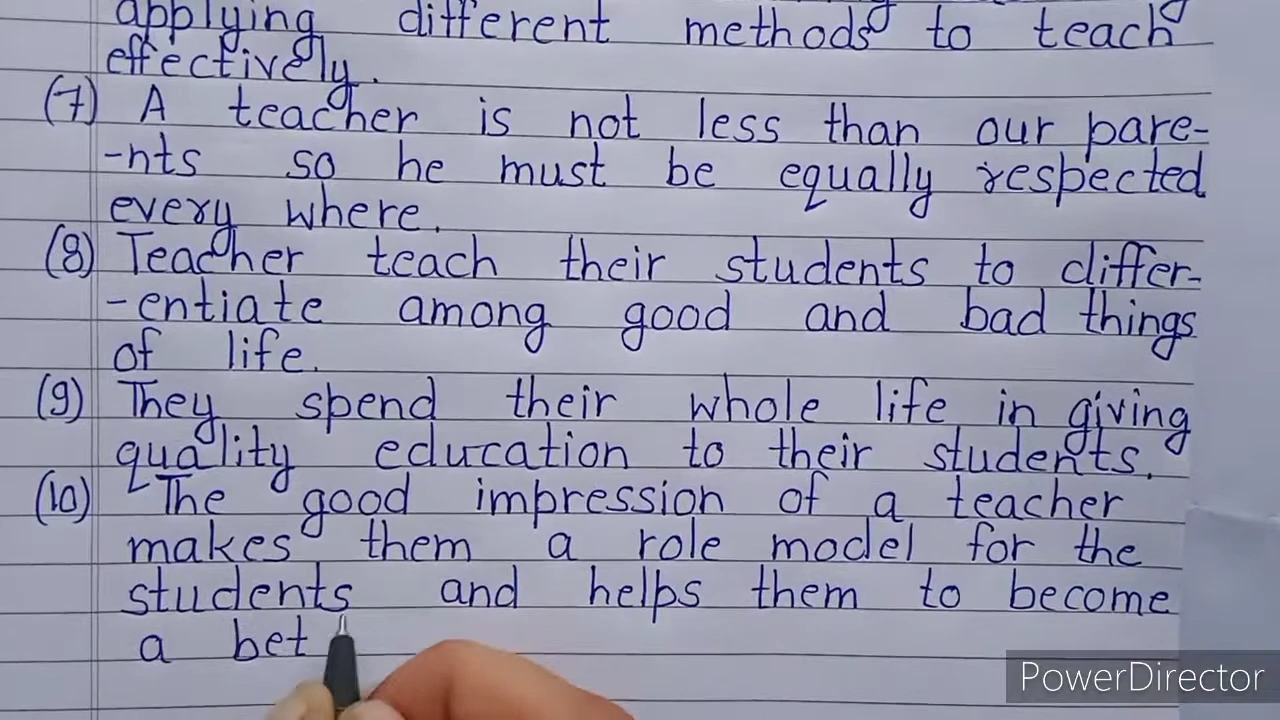 applying different methods to teach
effectively.
(7) A teacher is not less than our pare-
-nts so he must be equally respected
every where.
(8) Teacher teach their students to differ-
-entiate among good and bad things
of life.
(9) They spend their whole life in giving
quality education to their students.
(10) The good impression of a teacher
makes them a role model for the
students and helps them to become
a bet
PowerDirector